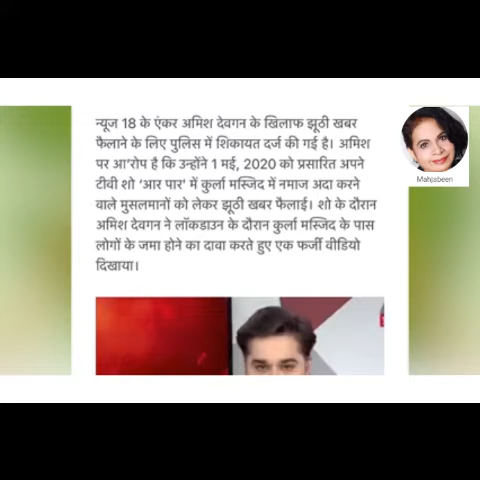 न्यूज 18 के एंकर अमिश देवगन के खिलाफ झूठी खबर
फैलाने के लिए पुलिस में शिकायत दर्ज की गई है। अमिश
पर आ'रोप है कि उन्होंने 1 मई, 2020 को प्रसारित अपने
टीवी शो 'आर पार' में कुर्ला मस्जिद में नमाज अदा करने
वाले मुसलमानों को लेकर झूठी खबर फैलाई। शो के दौरान
अमिश देवगन ने लॉकडाउन के दौरान कुर्ला मस्जिद के पास
लोगों के जमा होने का दावा करते हुए एक फर्जी वीडियो
दिखाया।
Mahjabeen